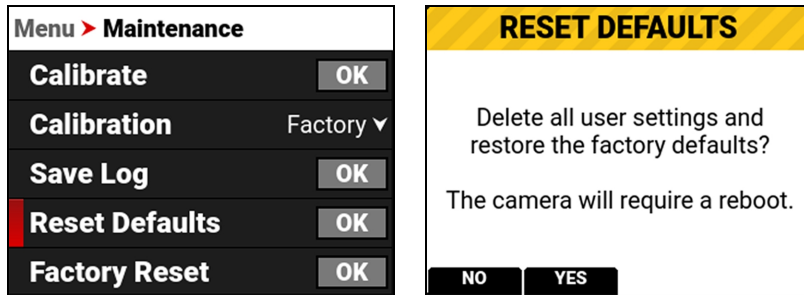 Menu > Maintenance
Calibrate OK
Calibration Factory
Save Log OK
Reset Defaults OK
Factory Reset OK
RESET DEFAULTS
Delete all user settings and
restore the factory defaults?
The camera will require a reboot.
NO YES